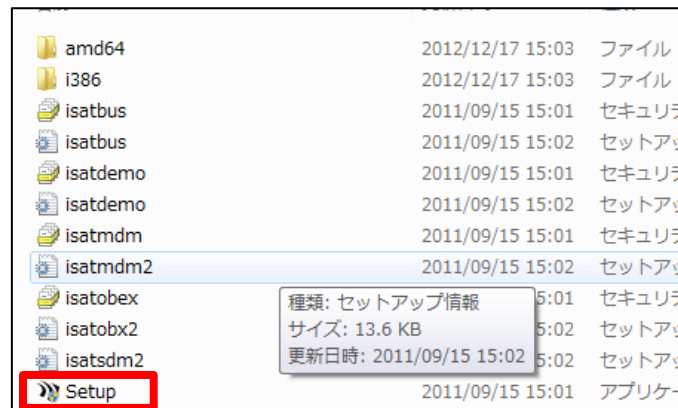 amd64 2012/12/17 15:03 ファイル
i386 2012/12/17 15:03 ファイル
isatbus 2011/09/15 15:01 セキュリテ
isatbus 2011/09/15 15:02 セットアッ
isatdemo 2011/09/15 15:01 セキュリテ
isatdemo 2011/09/15 15:02 セットアッ
isatmdm 2011/09/15 15:01 セキュリテ
isatmdm2 2011/09/15 15:02 セットアッ
isatobex 5:01 セキュリテ
種類: セットアップ情報
isatobx2 5:02 セットアッ
サイズ: 13.6 KB
isatsdm2 5:02 セットアッ
更新日時: 2011/09/15 15:02
Setup 2011/09/15 15:01 アプリケー